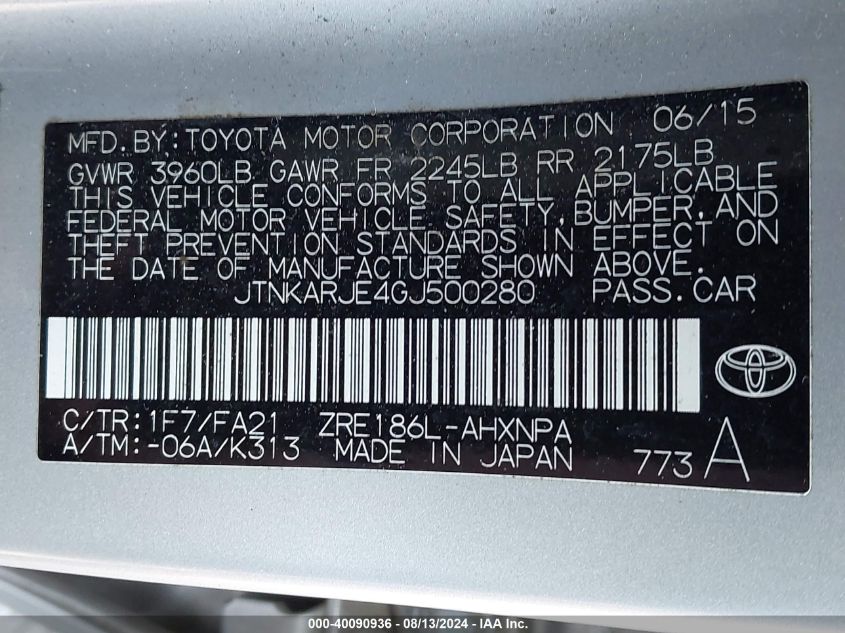 MFD.BY:TOYOTA MOTOR CORPORATION 06/15
GVWR 3960LB GAWR FR 2245LB RR 2175LB
THIS VEHICLE CONFORMS TO ALL APPLICABLE
FEDERAL MOTOR VEHICLE SAFETY,BUMPER,AND
THEFT PREVENTION STANDARDS IN EFFECT ON
THE DATE OF MANUFACTURE SHOWN ABOVE.
JTNKARJE4GJ500280 PASS.CAR
C/TR:1F7/FA21 ZRE186L-AHXNPA
A/TM:-06A/K313 MADE IN JAPAN 773 A
000-40090936 - 08/13/2024 - IAA Inc.